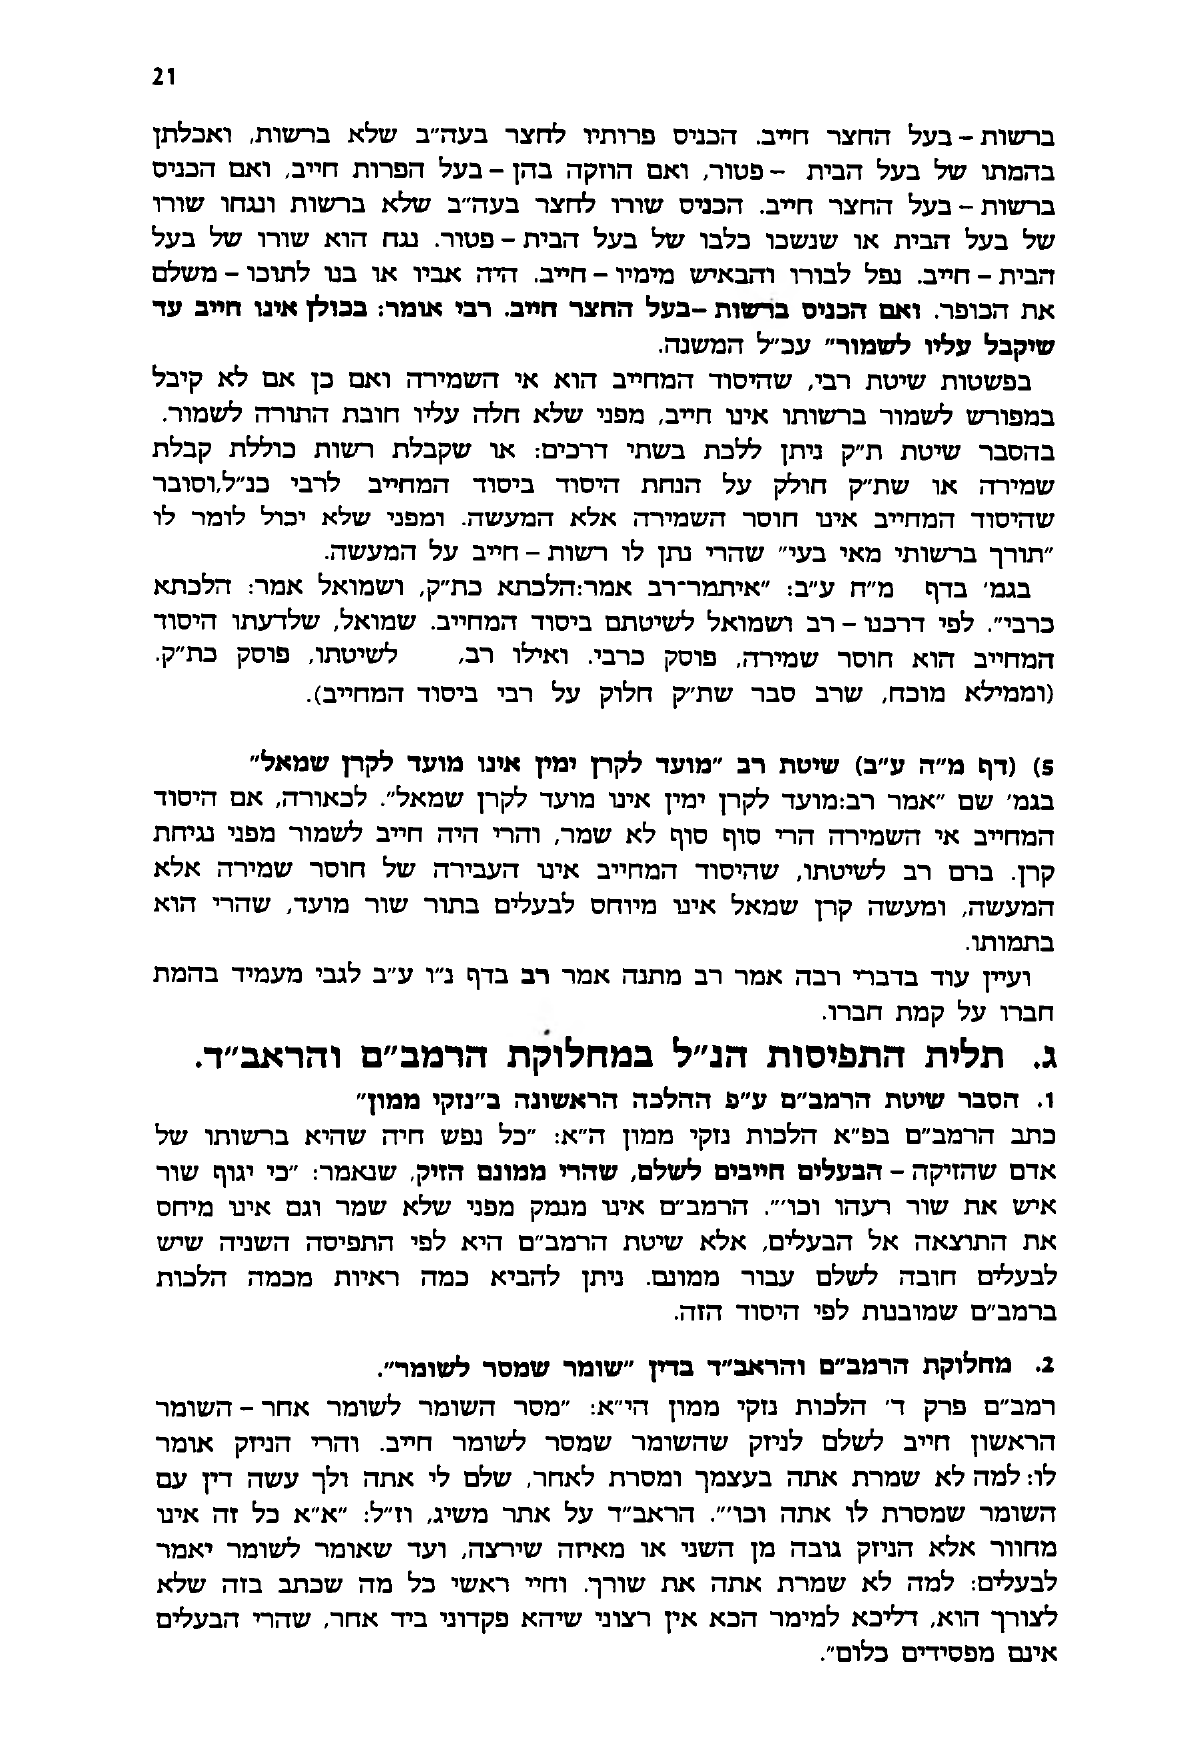 21
ברשות – בעל החצר חייב. הכניס פרותיו לחצר בעה״ב שלא ברשות, ואכלתן
בהמתו של בעל הבית – פטור, ואם הוזקה בהן – בעל הפרות חייב, ואם הכניס
ברשות – בעל החצר חייב. הכניס שורו לחצר בעה״ב שלא ברשות ונגחו שורו
של בעל הבית או שנשכו כלבו של בעל הבית – פטור. נגח הוא שורו של בעל
הבית – חייב. נפל לבורו והבאיש מימיו – חייב. היה אביו או בנו לתוכו – משלם
את הכופר. ואם הכניס ברשות –בעל החצר חייב. רבי אומר: בכולן אינו חייב עד
שיקבל עליו לשמור״ עכ״ל המשנה.
בפשטות שיטת רבי, שהיסוד המחייב הוא אי השמירה ואם כן אם לא קיבל
במפורש לשמור ברשותו אינו חייב, מפני שלא חלה עליו חובת התורה לשמור.
בהסבר שיטת ת״ק ניתן ללכת בשתי דרכים: או שקבלת רשות כוללת קבלת
שמירה או שת״ק חולק על הנחת היסוד ביסוד המחייב לרבי כנ״ל,וסובר
שהיסוד המחייב אינו חוסר השמירה אלא המעשה. ומפני שלא יכול לומר לו
״תורך ברשותי מאי בעי״ שהרי נתן לו רשות – חייב על המעשה.
בגמ׳ בדף מ״ח ע״ב: ״איתמר־רב אמר:הלכתא כת״ק, ושמואל אמר: הלכתא
כרבי״. לפי דרכנו – רב ושמואל לשיטתם ביסוד המחייב. שמואל, שלדעתו היסוד
המחייב הוא חוסר שמירה, פוסק כרבי. ואילו רב, לשיטתו, פוסק כת״ק.
(וממילא מוכח, שרב סבר שת״ק חלוק על רבי ביסוד המחייב).
5) (דף מ״ה ע״ב) שיטת רב ״מועד לקרן ימין אינו מועד לקרן שמאל״
בגמ׳ שם ״אמר רב:מועד לקרן ימין אינו מועד לקרן שמאל״. לכאורה, אם היסוד
המחייב אי השמירה הרי סוף סוף לא שמר, והרי היה חייב לשמור מפני נגיחת
קרן. ברם רב לשיטתו, שהיסוד המחייב אינו העבירה של חוסר שמירה אלא
המעשה, ומעשה קרן שמאל אינו מיוחס לבעלים בתור שור מועד, שהרי הוא
בתמותו.
ועיין עוד בדברי רבה אמר רב מתנה אמר רב בדף נ״ו ע״ב לגבי מעמיד בהמת
חברו על קמת חברו.
ג. תלית התפיסות הנ״ל במחלוקת הרמב״ם והראב״ד.
1. הסבר שיטת הרמב״ם ע״פ ההלכה הראשונה ב״נזקי ממון״
כתב הרמב״ם בפ״א הלכות נזקי ממון ה״א: ״כל נפש חיה שהיא ברשותו של
אדם שהזיקה – הבעלים חייבים לשלם, שהרי ממונם הזיק, שנאמר: ״כי יגוף שור
איש את שור רעהו וכו׳״. הרמב״ם אינו מנמק מפני שלא שמר וגם אינו מיחס
את התוצאה אל הבעלים, אלא שיטת הרמב״ם היא לפי התפיסה השניה שיש
לבעלים חובה לשלם עבור ממונם. ניתן להביא כמה ראיות מכמה הלכות
ברמב״ם שמובנות לפי היסוד הזה.
2. מחלוקת הרמב״ם והראב״ד בדין ״שומר שמסר לשומר״.
רמב״ם פרק ד׳ הלכות נזקי ממון הי״א: ״מסר השומר לשומר אחר – השומר
הראשון חייב לשלם לניזק שהשומר שמסר לשומר חייב. והרי הניזק אומר
לו: למה לא שמרת אתה בעצמך ומסרת לאחר, שלם לי אתה ולך עשה דין עם
השומר שמסרת לו אתה וכו׳״. הראב״ד על אתר משיג, וז״ל: ״א״א כל זה אינו
מחוור אלא הניזק גובה מן השני או מאיזה שירצה, ועד שאומר לשומר יאמר
לבעלים: למה לא שמרת אתה את שורך. וחיי ראשי כל מה שכתב בזה שלא
לצורך הוא, דליכא למימר הכא אין רצוני שיהא פקדוני ביד אחר, שהרי הבעלים
אינם מפסידים כלום״.